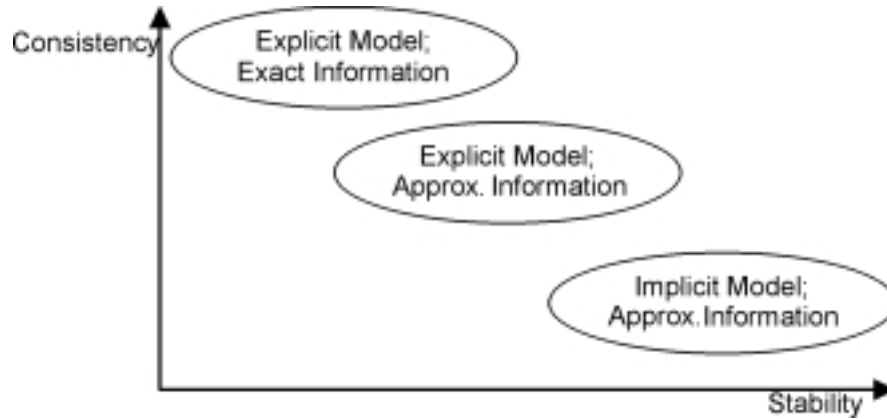 Consistency
Explicit Model;
Exact Information
Explicit Model;
Approx. Information
Implicit Model;
Approx.Information
Stability